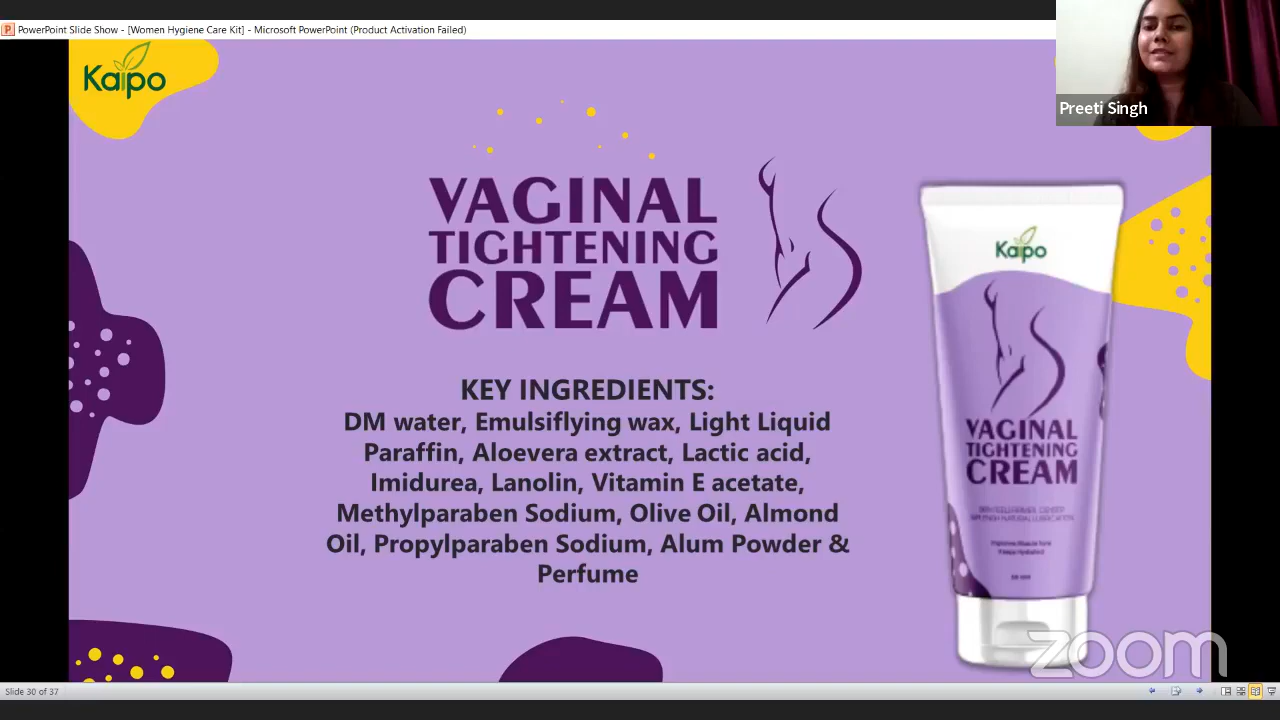 PowerPoint Slide Show - [Women Hygiene Care Kit] - Microsoft PowerPoint (Product Activation Failed)
Kaipo
Preeti Singh
VAGINAL
TIGHTENING
CREAM
KEY INGREDIENTS:
DM water, Emulsiflying wax, Light Liquid
Paraffin, Aloevera extract, Lactic acid,
Imidurea, Lanolin, Vitamin E acetate,
Methylparaben Sodium, Olive Oil, Almond
Oil, Propylparaben Sodium, Alum Powder &
Perfume
Kaipo
VAGINAL
TIGHTENING
CREAM
zoom
Slide 30 of 37